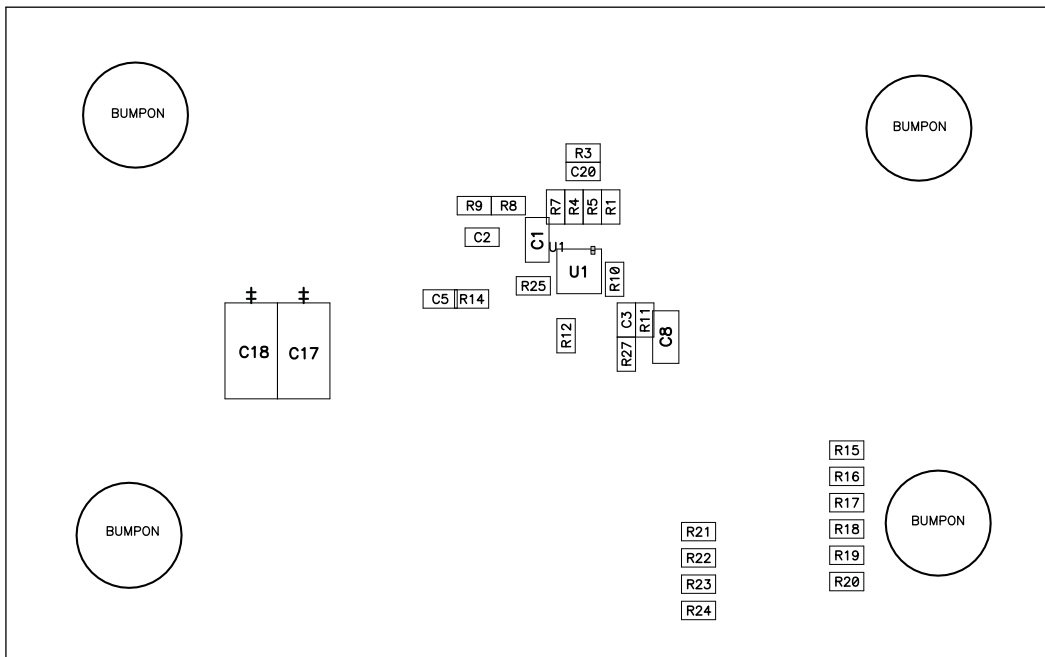 BUMPON
BUMPON
R3
C20
R9 R8
R7 R4 R5 R1
C2
C1
U1
U1
R10
R25
C5 R14
C3 R11
C8
R12
R27
C18 C17
R15
R16
R17
R18
R19
R20
BUMPON
BUMPON
R21
R22
R23
R24